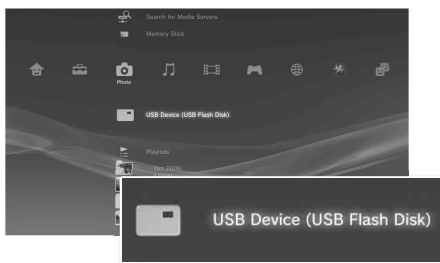 Search for Media Servers
Memory Stick
Photo
USB Device (USB Flash Disk)
Playlists
Oct 2006
USB Device (USB Flash Disk)